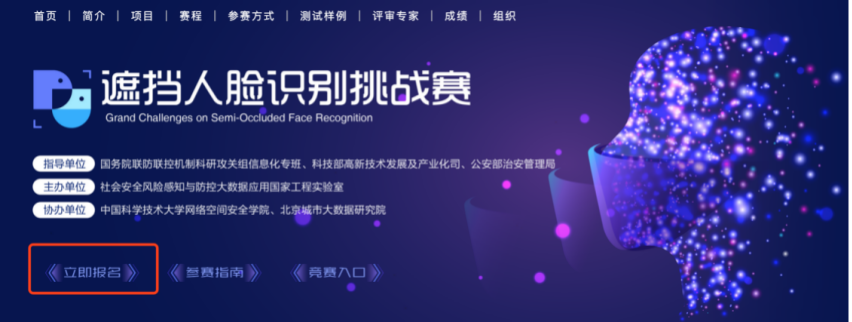 首页 | 简介 | 项目 | 赛程 | 参赛方式 | 测试样例 | 评审专家 | 成绩 | 组织
遮挡人脸识别挑战赛
Grand Challenges on Semi-Occluded Face Recognition
指导单位 国务院联防联控机制科研攻关组信息化专班、科技部高新技术发展及产业化司、公安部治安管理局
主办单位 社会安全风险感知与防控大数据应用国家工程实验室
协办单位 中国科学技术大学网络空间安全学院、北京城市大数据研究院
《立即报名》 《参赛指南》 《竞赛入口》